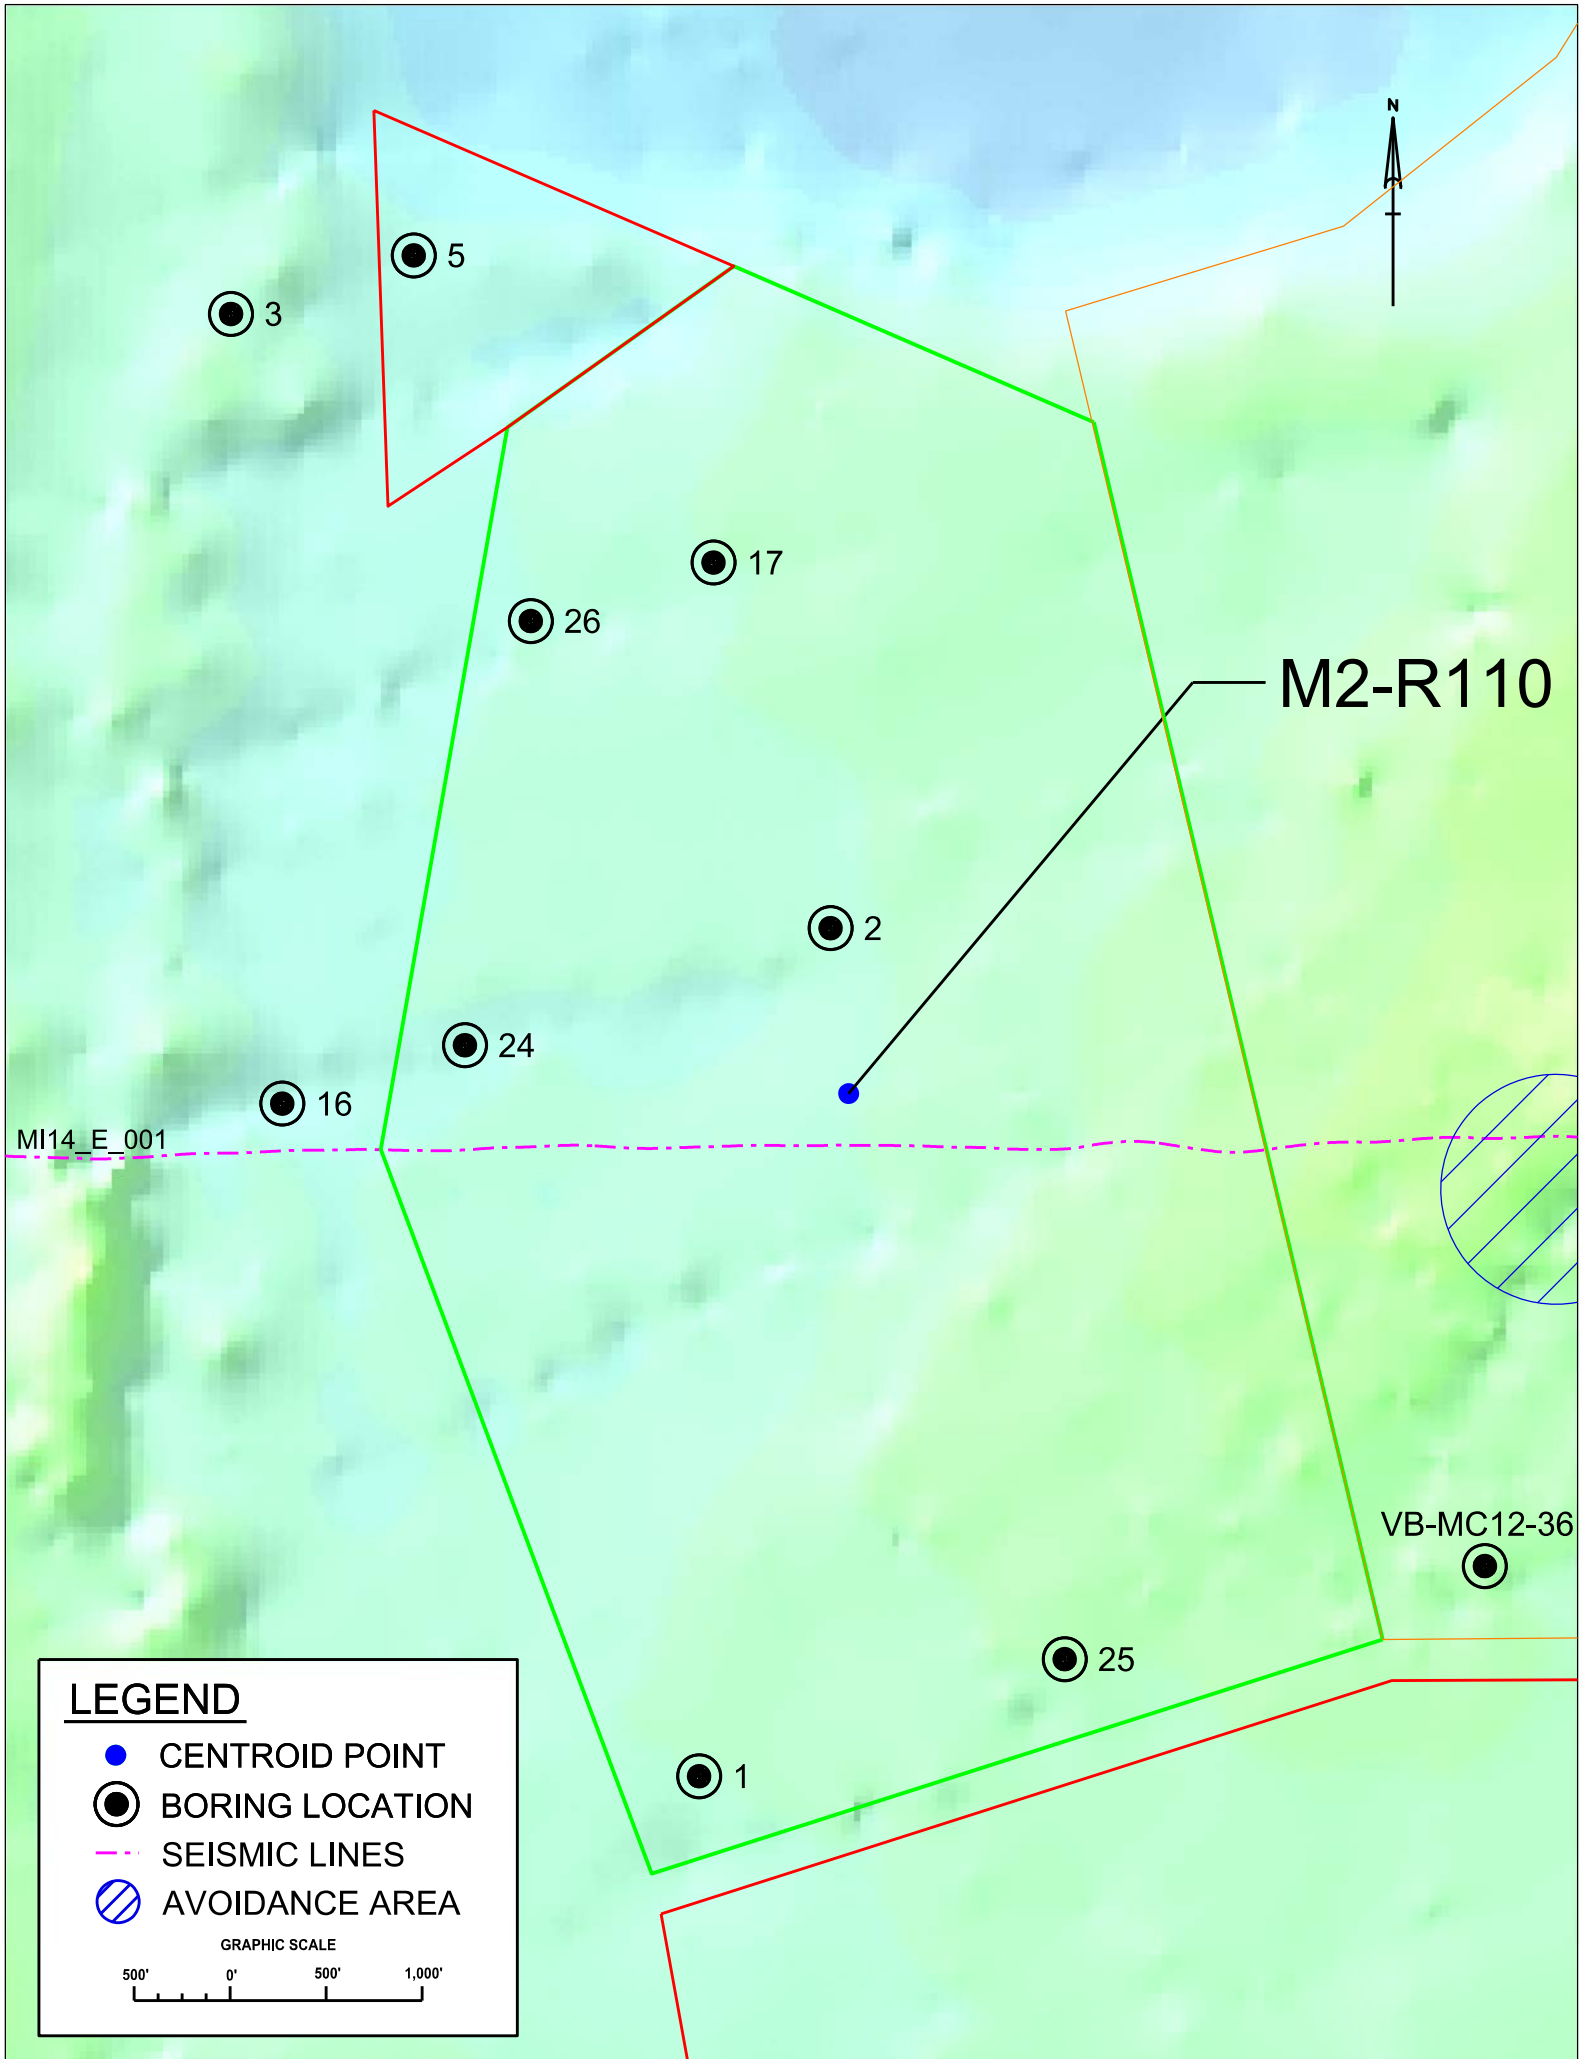 N
5
3
17
26
M2-R110
2
24
16
MI14_E_001
VB-MC12-36
25
1
LEGEND
CENTROID POINT
BORING LOCATION
SEISMIC LINES
AVOIDANCE AREA
GRAPHIC SCALE
500' 0' 500' 1,000'